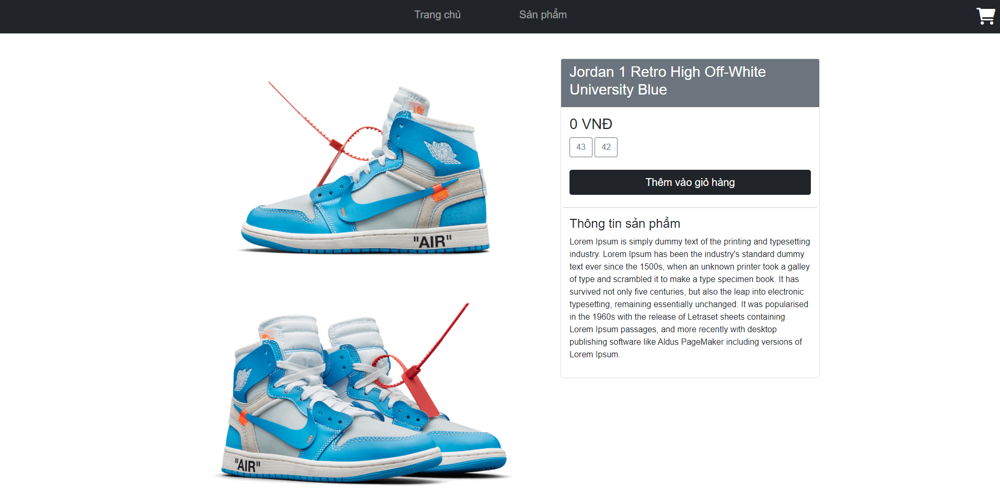 Trang chủ
Sản phẩm
Jordan 1 Retro High Off-White
University Blue
0 VNĐ
43
42
Thêm vào giỏ hàng
Thông tin sản phẩm
Lorem Ipsum is simply dummy text of the printing and typesetting
industry. Lorem Ipsum has been the industry's standard dummy
text ever since the 1500s, when an unknown printer took a galley
of type and scrambled it to make a type specimen book. It has
survived not only five centuries, but also the leap into electronic
typesetting, remaining essentially unchanged. It was popularised
in the 1960s with the release of Letraset sheets containing
Lorem Ipsum passages, and more recently with desktop
publishing software like Aldus PageMaker including versions of
Lorem Ipsum.
AIR
"AIR"
"AIR"